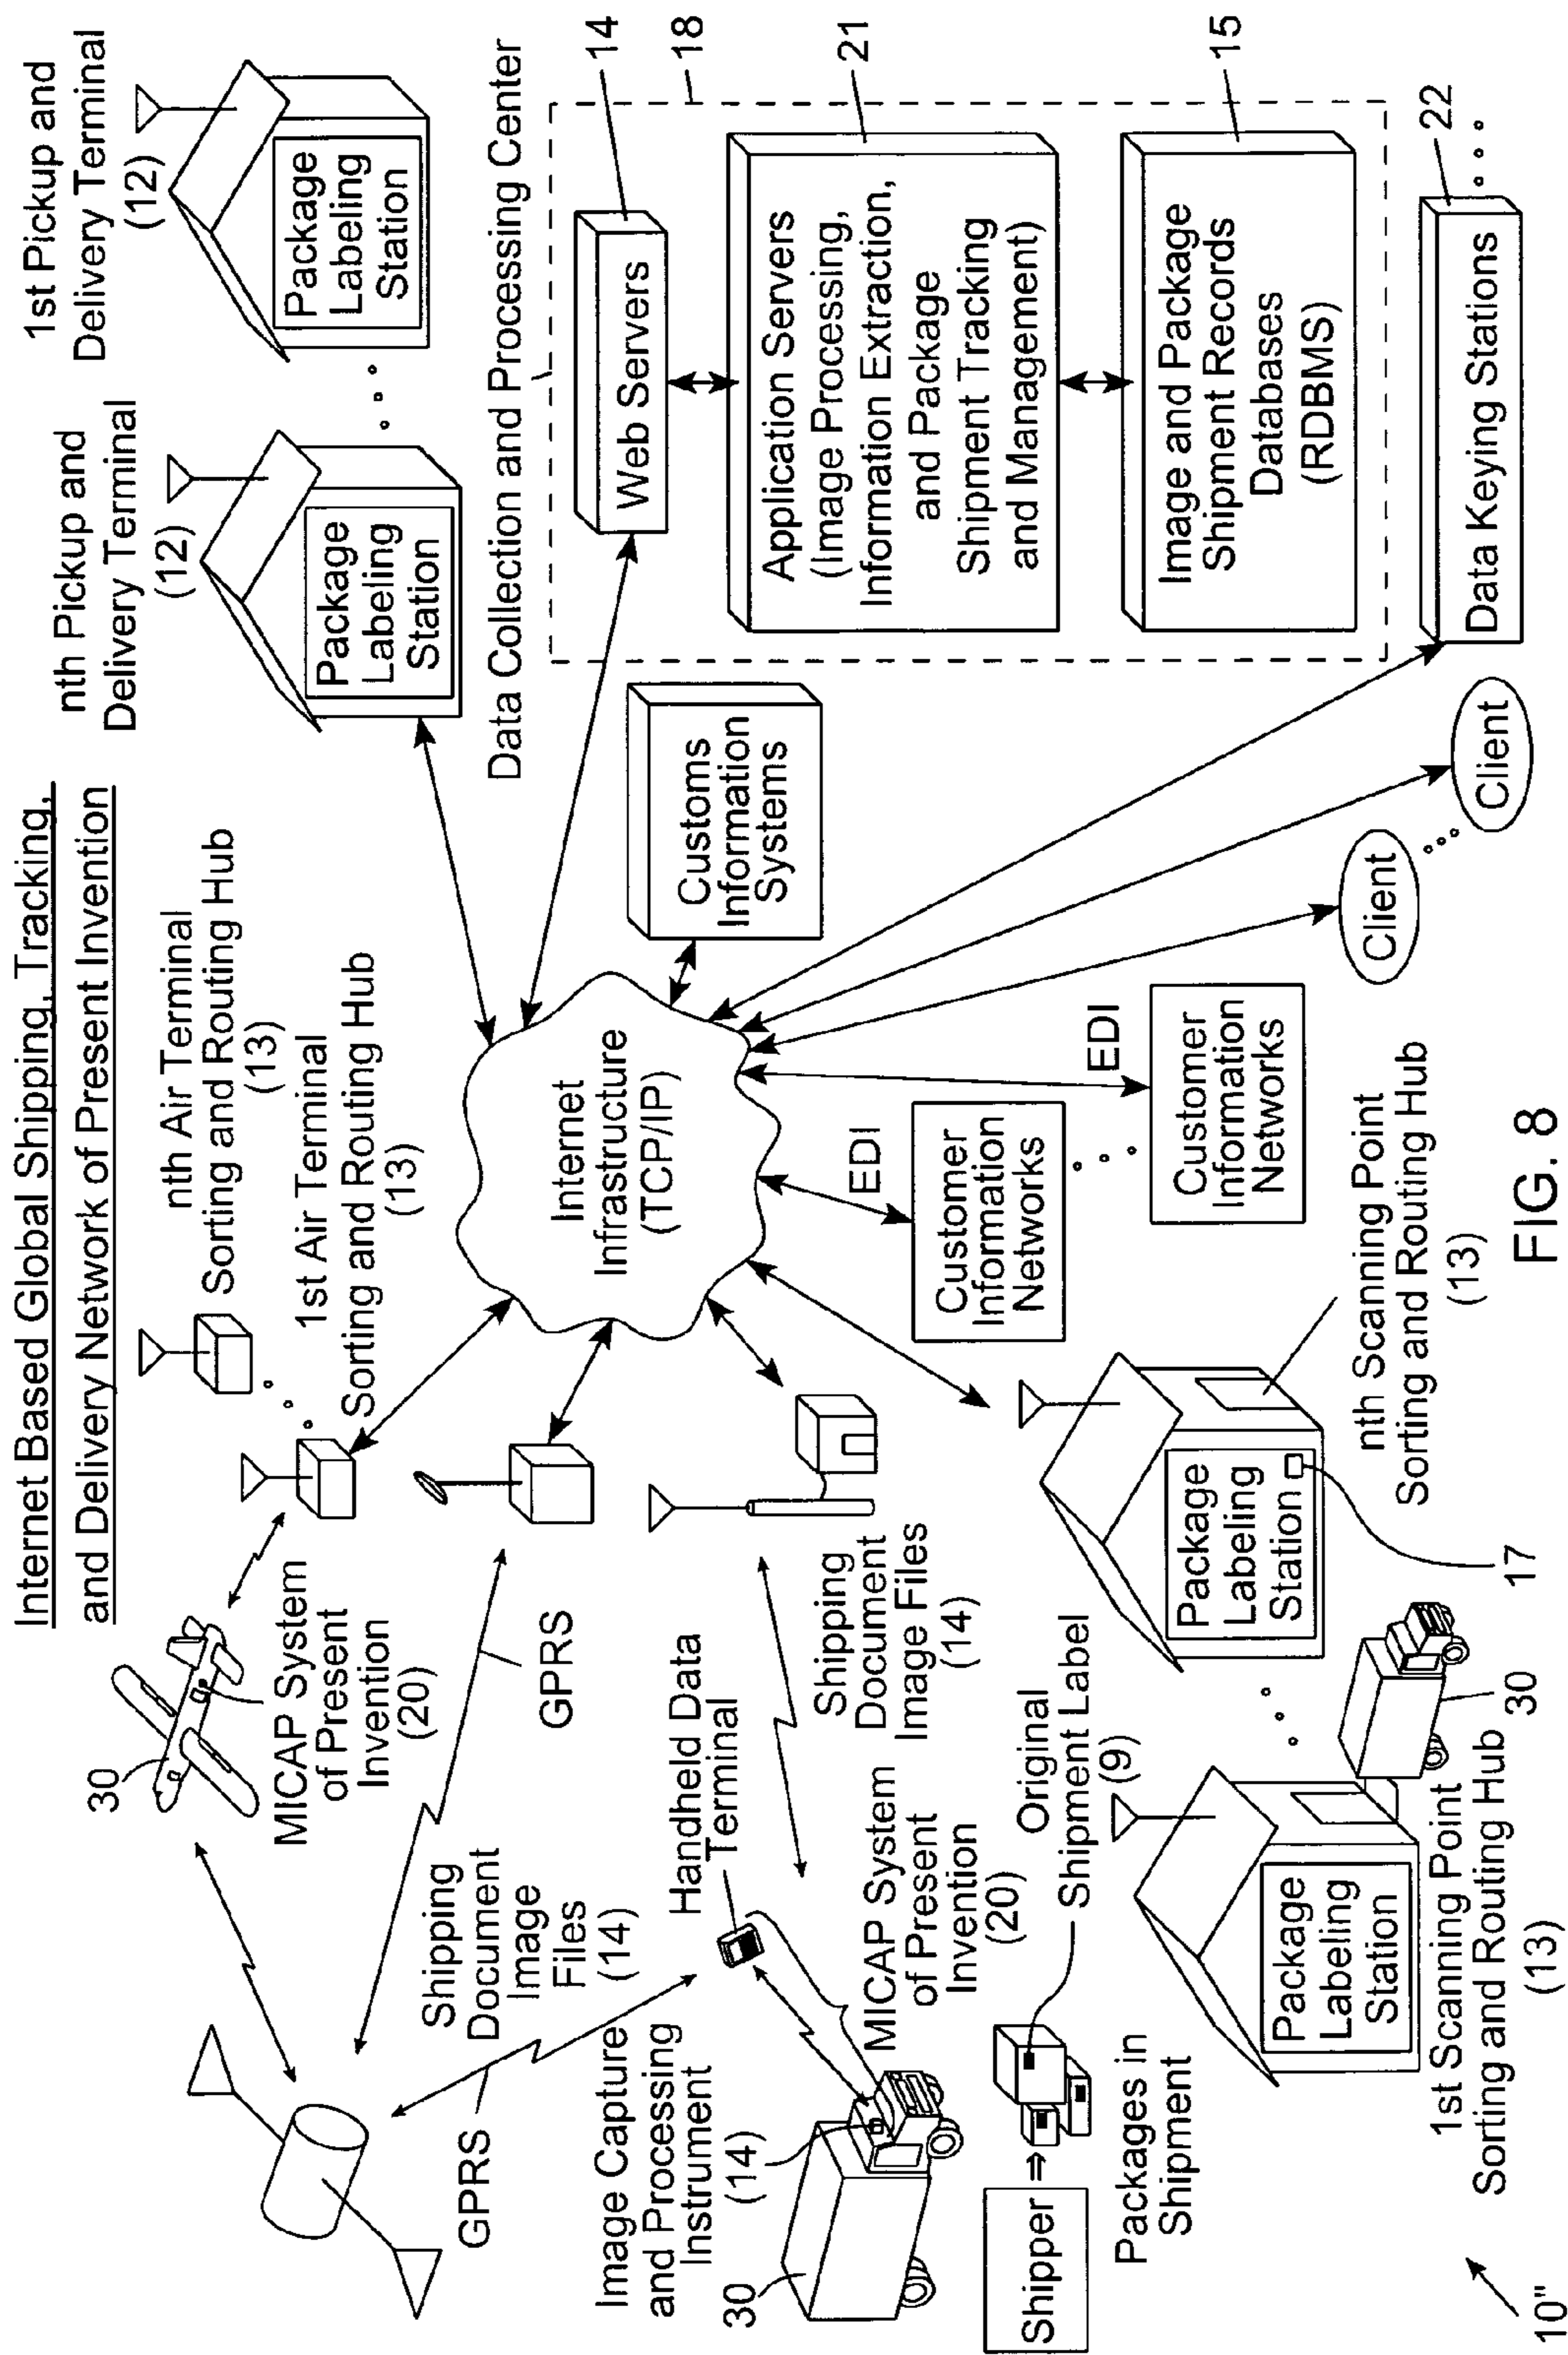 Internet Based Global Shipping, Tracking,
and Delivery Network of Present Invention
30
MICAP System
of Present
Invention
(20)
nth Air Terminal
Sorting and Routing Hub
(13)
1st Air Terminal
Sorting and Routing Hub
(13)
nth Pickup and
Delivery Terminal
(12)
Package
Labeling
Station
1st Pickup and
Delivery Terminal
(12)
Package
Labeling
Station
GPRS
Shipping
Document
Image
Files
(14)
GPRS
Internet
Infrastructure
(TCP/IP)
Data Collection and Processing Center
14
Web Servers
18
Application Servers
(Image Processing,
Information Extraction,
and Package
Shipment Tracking
and Management)
21
Image and Package
Shipment Records
Databases
(RDBMS)
15
Customs
Information
Systems
Data Keying Stations
22
Client
Client
EDI
Customer
Information
Networks
EDI
Customer
Information
Networks
Image Capture
and Processing
Instrument
(14)
30
Handheld Data
Terminal
MICAP System
of Present
Invention
(20)
Shipping
Document
Image Files
(14)
Shipper
Packages in
Shipment
Original
Shipment Label
(9)
Package
Labeling
Station
1st Scanning Point
Sorting and Routing Hub
(13)
30
Package
Labeling
Station
17
nth Scanning Point
Sorting and Routing Hub
(13)
10"
FIG. 8